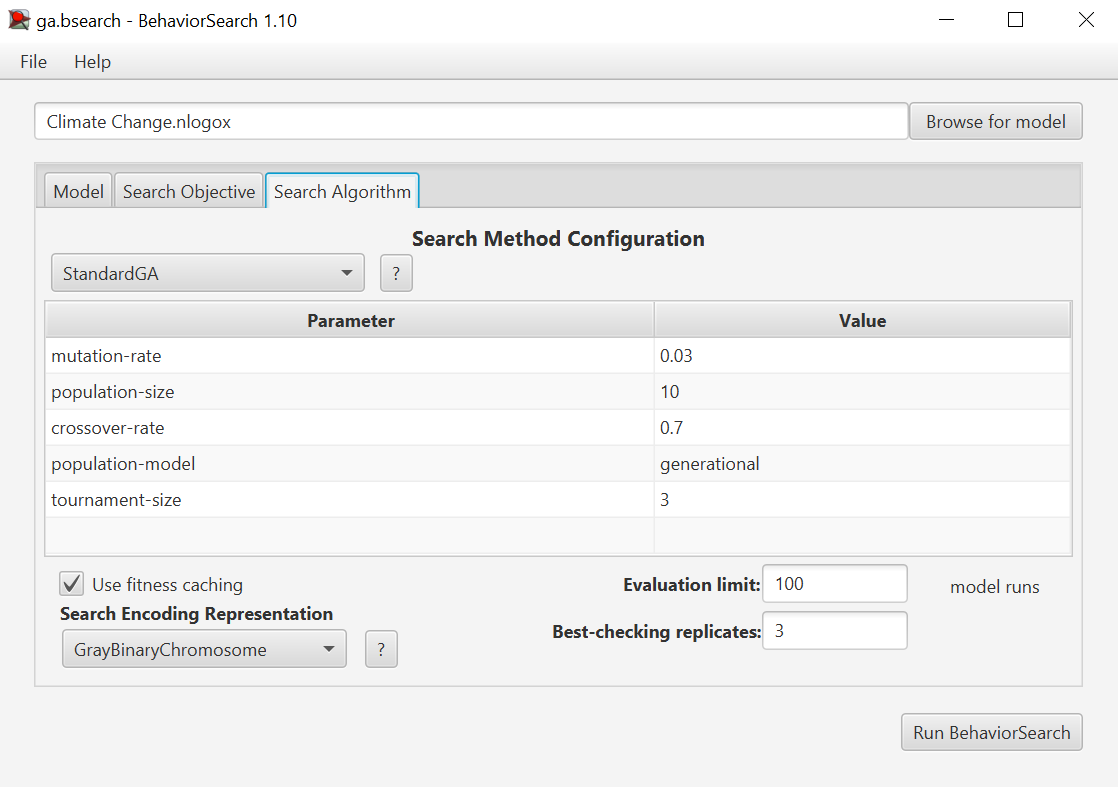 ga.bsearch - BehaviorSearch 1.10
File Help
Climate Change.nlogox Browse for model
Model Search Objective Search Algorithm
Search Method Configuration
StandardGA ?
Parameter Value
mutation-rate 0.03
population-size 10
crossover-rate 0.7
population-model generational
tournament-size 3
Use fitness caching Evaluation limit: 100 model runs
Search Encoding Representation
Best-checking replicates: 3
GrayBinaryChromosome ?
Run BehaviorSearch